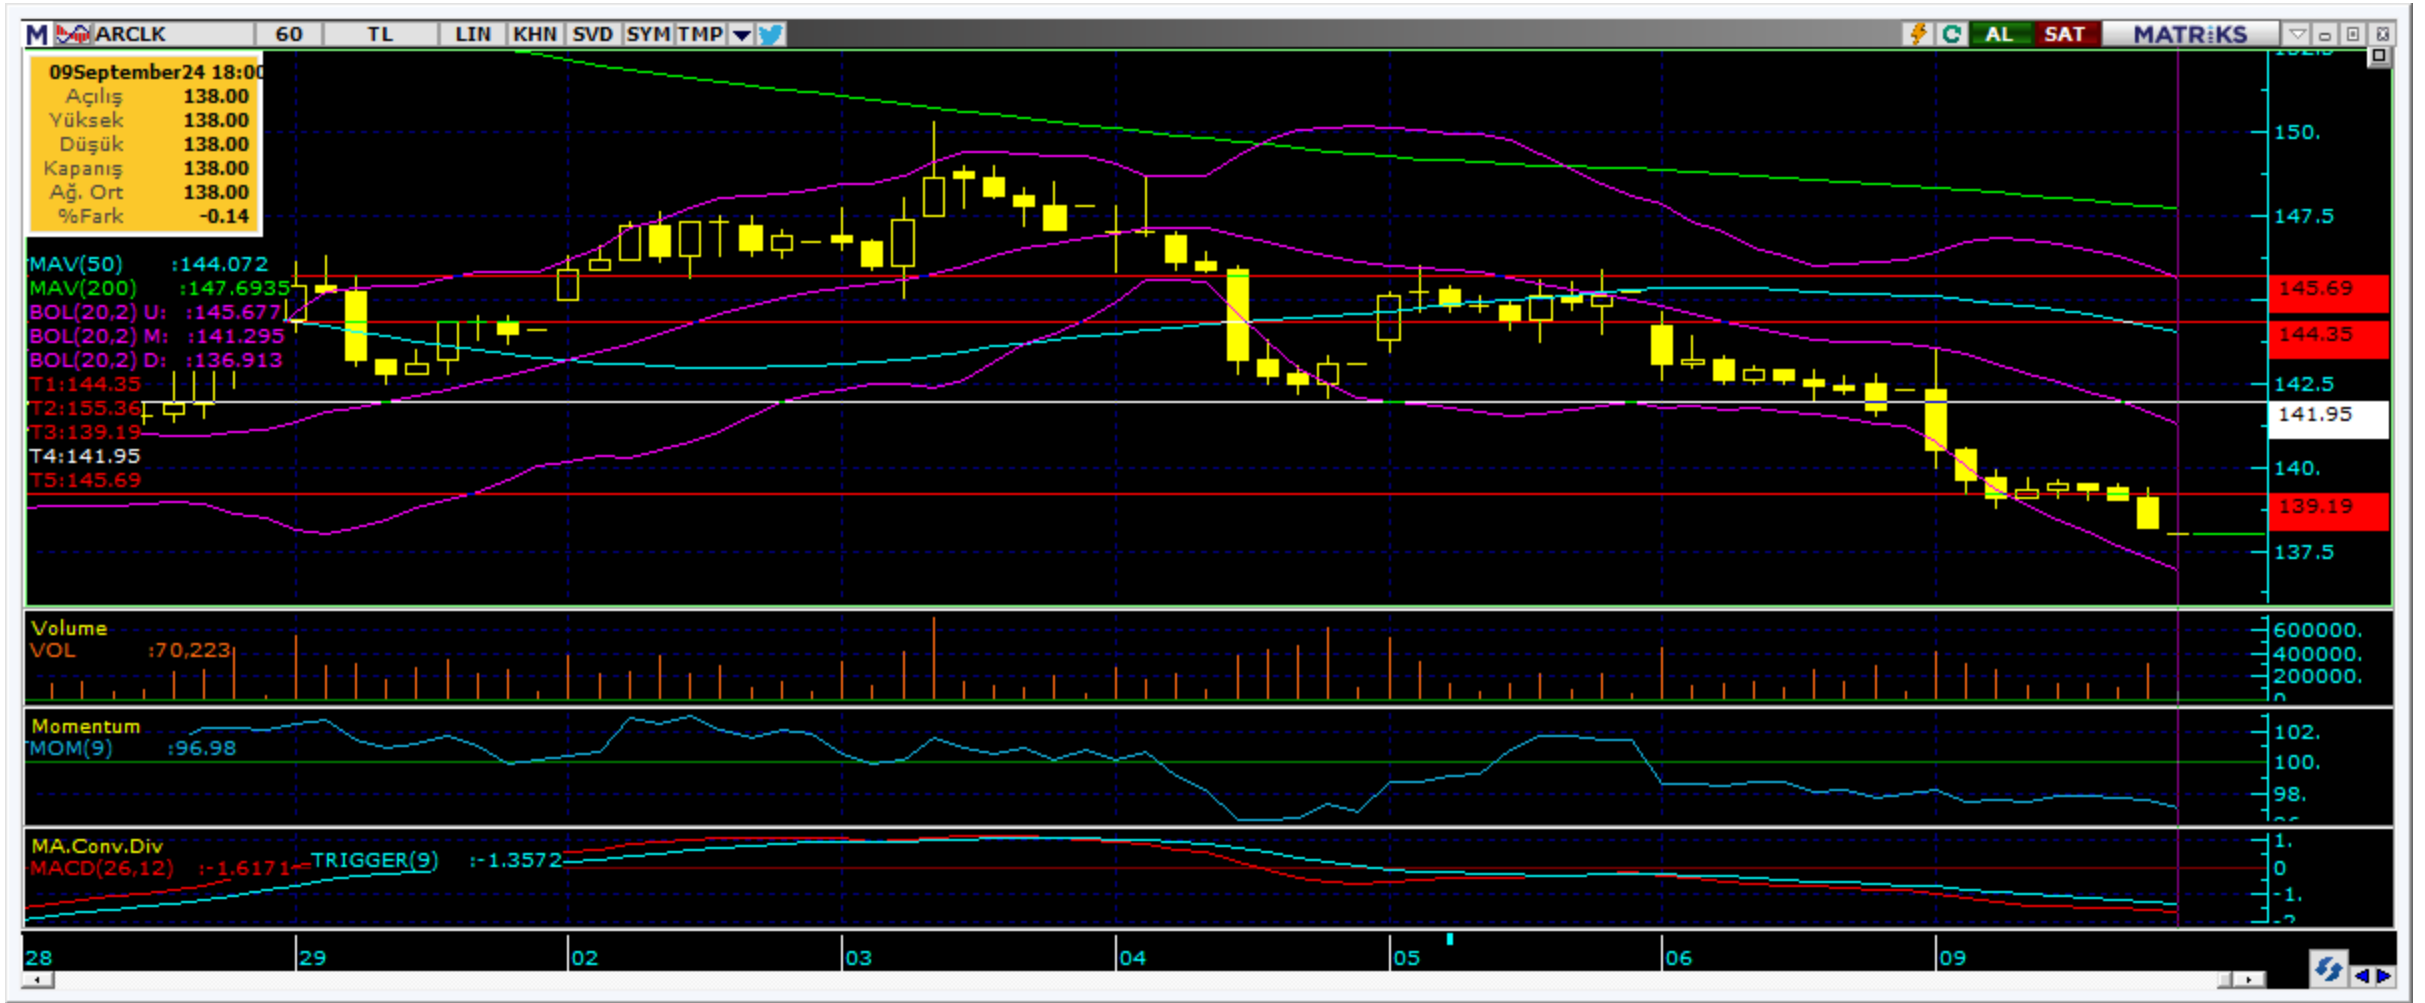 M ARCLK 60 TL LIN KHN SVD SYM TMP AL SAT MATRiKS
09September24 18:00
Açılış 138.00
Yüksek 138.00
Düşük 138.00
Kapanış 138.00
Ağ. Ort 138.00
%Fark -0.14
MAV(50) :144.072
MAV(200) :147.6935
BOL(20,2) U: :145.677
BOL(20,2) M: :141.295
BOL(20,2) D: :136.913
T1:144.35
T2:155.36
T3:139.19
T4:141.95
T5:145.69
150.
147.5
145.69
144.35
142.5
141.95
140.
139.19
137.5
Volume
VOL :70,223
600000.
400000.
200000.
0
Momentum
MOM(9) :96.98
102.
100.
98.
MA.Conv.Div
MACD(26,12) :-1.6171 TRIGGER(9) :-1.3572
1.
0
-1.
28 29 02 03 04 05 06 09